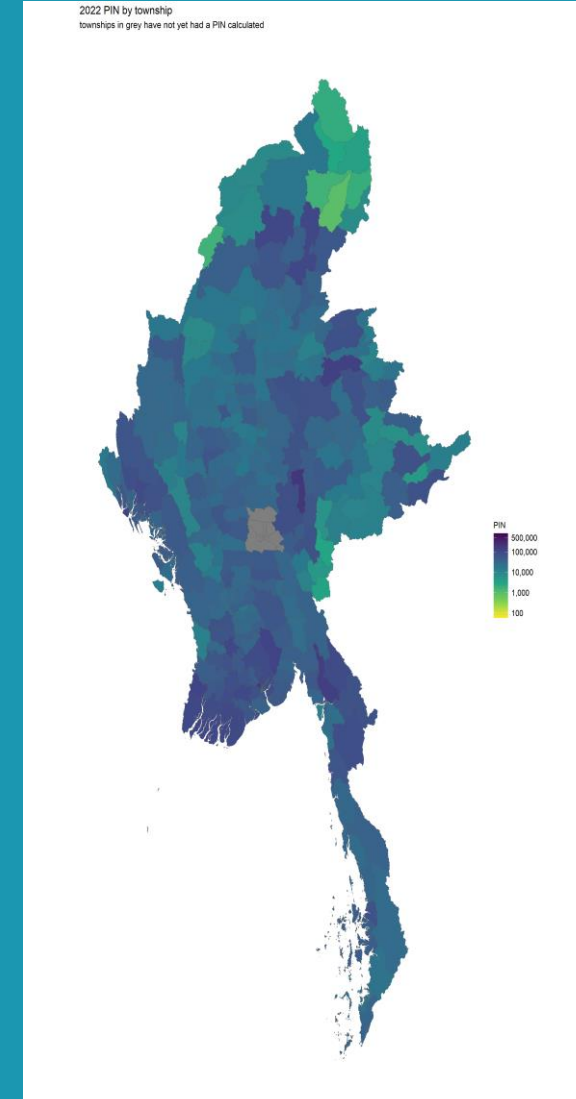 2022 PIN by township
townships in grey have not yet had a PIN calculated
PIN
500,000
100,000
10,000
1,000
100